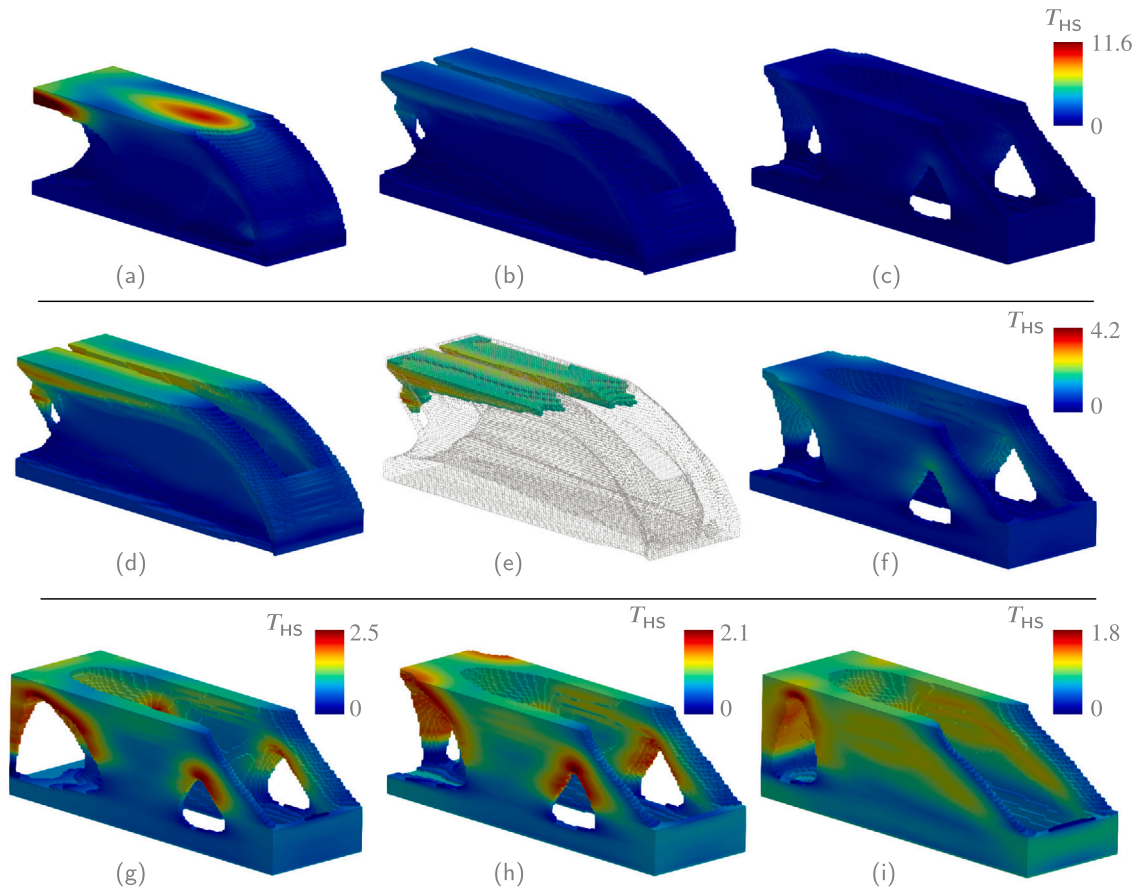 T_HS
11.6
0
(a)
(b)
(c)
T_HS
4.2
0
(d)
(e)
(f)
T_HS
2.5
0
T_HS
2.1
0
T_HS
1.8
0
(g)
(h)
(i)